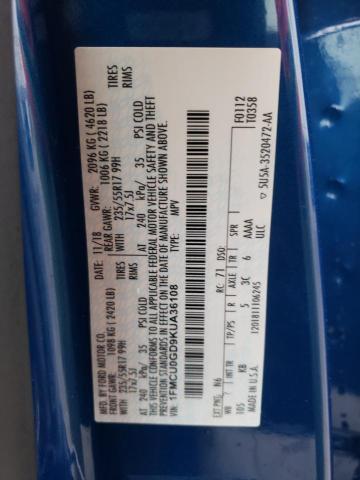 MFD. BY FORD MOTOR CO.
DATE: 11/18 GVWR: 2096 KG ( 4620 LB)
FRONT GAWR: 1098 KG ( 2420 LB) REAR GAWR: 1006 KG ( 2218 LB)
WITH 235/55R17 99H TIRES WITH 235/55R17 99H TIRES
17x7.5J RIMS 17x7.5J RIMS
AT 240 kPa/ 35 PSI COLD AT 240 kPa/ 35 PSI COLD
THIS VEHICLE CONFORMS TO ALL APPLICABLE FEDERAL MOTOR VEHICLE SAFETY AND THEFT
PREVENTION STANDARDS IN EFFECT ON THE DATE OF MANUFACTURE SHOWN ABOVE.
VIN: 1FMCU0GD9KUA36108
TYPE: MPV
F0112
T0358
EXT PNT: N6 RC: 71 DSO:
WB BRK INT TR TP/PS R AXLE TR SPR
105 KB 5 3C 6 AAAA
ULC
I20181106245
U.S.A. 5U5A-3520472-AA